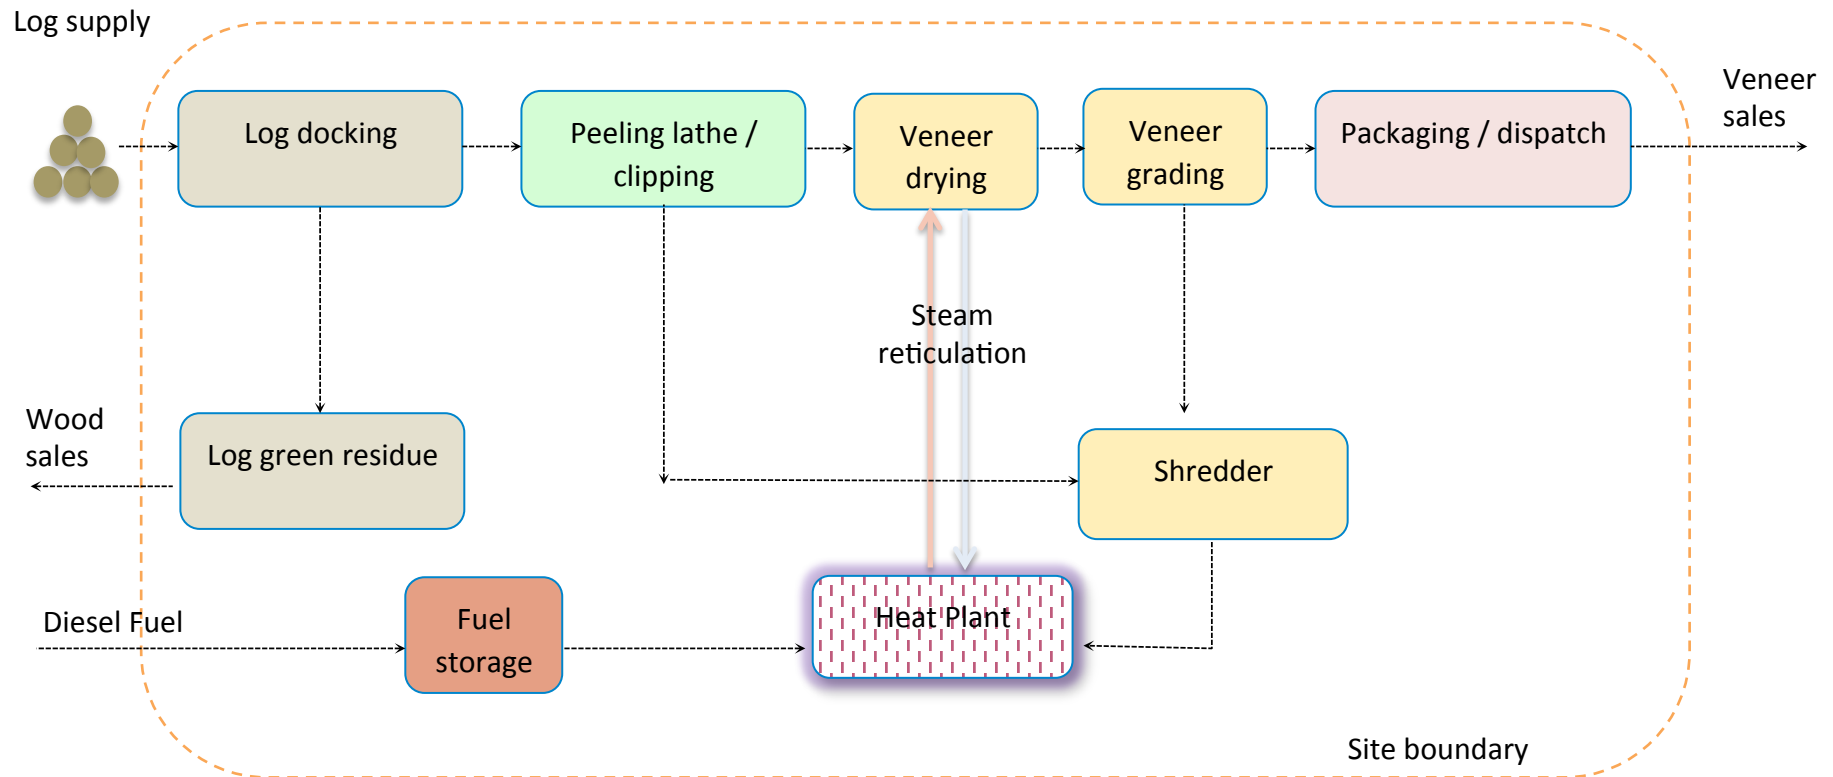 Log supply
Log docking
Peeling lathe /
clipping
Veneer
drying
Veneer
grading
Packaging / dispatch
Veneer
sales
Steam
reticulation
Wood
sales
Log green residue
Shredder
Diesel Fuel
Fuel
storage
Heat Plant
Site boundary